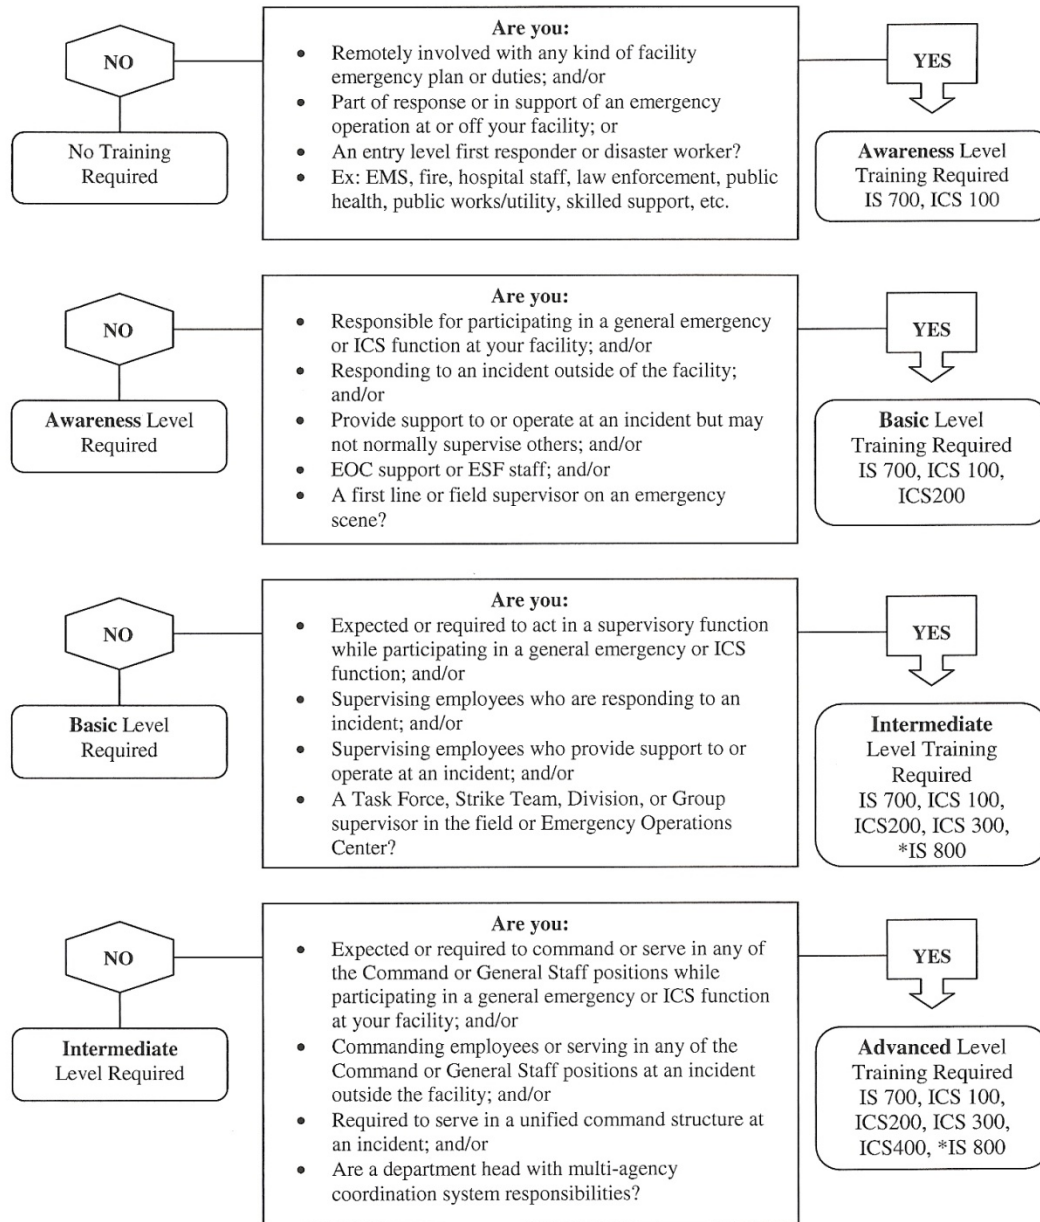 NO
No Training
Required
Are you:
• Remotely involved with any kind of facility
emergency plan or duties; and/or
• Part of response or in support of an emergency
operation at or off your facility; or
• An entry level first responder or disaster worker?
• Ex: EMS, fire, hospital staff, law enforcement, public
health, public works/utility, skilled support, etc.
YES
Awareness Level
Training Required
IS 700, ICS 100
NO
Awareness Level
Required
Are you:
• Responsible for participating in a general emergency
or ICS function at your facility; and/or
• Responding to an incident outside of the facility;
and/or
• Provide support to or operate at an incident but may
not normally supervise others; and/or
• EOC support or ESF staff; and/or
• A first line or field supervisor on an emergency
scene?
YES
Basic Level
Training Required
IS 700, ICS 100,
ICS200
NO
Basic Level
Required
Are you:
• Expected or required to act in a supervisory function
while participating in a general emergency or ICS
function; and/or
• Supervising employees who are responding to an
incident; and/or
• Supervising employees who provide support to or
operate at an incident; and/or
• A Task Force, Strike Team, Division, or Group
supervisor in the field or Emergency Operations
Center?
YES
Intermediate
Level Training
Required
IS 700, ICS 100,
ICS200, ICS 300,
*IS 800
NO
Intermediate
Level Required
Are you:
• Expected or required to command or serve in any of
the Command or General Staff positions while
participating in a general emergency or ICS function
at your facility; and/or
• Commanding employees or serving in any of the
Command or General Staff positions at an incident
outside the facility; and/or
• Required to serve in a unified command structure at
an incident; and/or
• Are a department head with multi-agency
coordination system responsibilities?
YES
Advanced Level
Training Required
IS 700, ICS 100,
ICS200, ICS 300,
ICS400, *IS 800